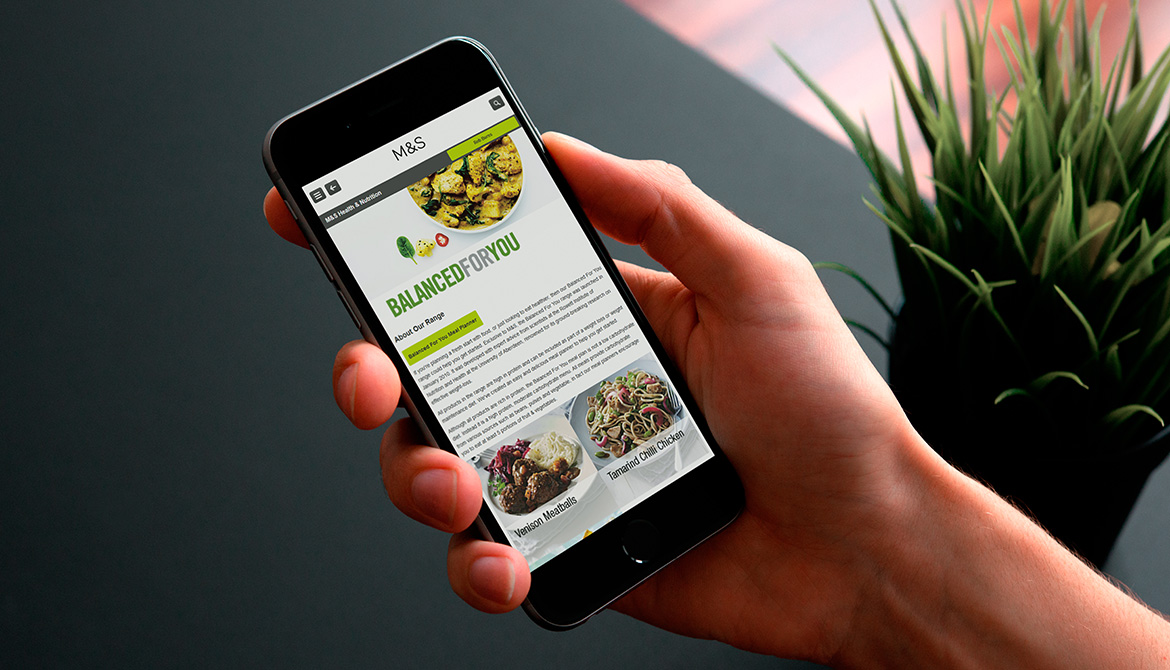 M&S
Ask Santa
M&S Health & Nutrition
BALANCEDFORYOU
About Our Range
Balanced For You Meal Planner
If you're planning a fresh start with food, or just looking to eat healthier, then our Balanced For You
range could help you get started. Exclusive to M&S, the Balanced For You range was launched in
January 2010. It was developed with expert advice from scientists at the Rowett Institute of
Nutrition and Health at the University of Aberdeen, renowned for its ground-breaking research on
effective weight-loss.
All products in the range are high in protein and can be included as part of a weight loss or weight
maintenance diet. We've created an easy and delicious meal planner to help you get started.
Although all products are rich in protein, the Balanced For You meal plan is not a low carbohydrate
diet. Instead it is a high protein, moderate carbohydrate menu. All meals provide carbohydrate
from various sources such as beans, pulses and vegetable, in fact our meal planners encourage
you to eat at least 5 portions of fruit & vegetables.
Venison Meatballs
Tamarind Chilli Chicken